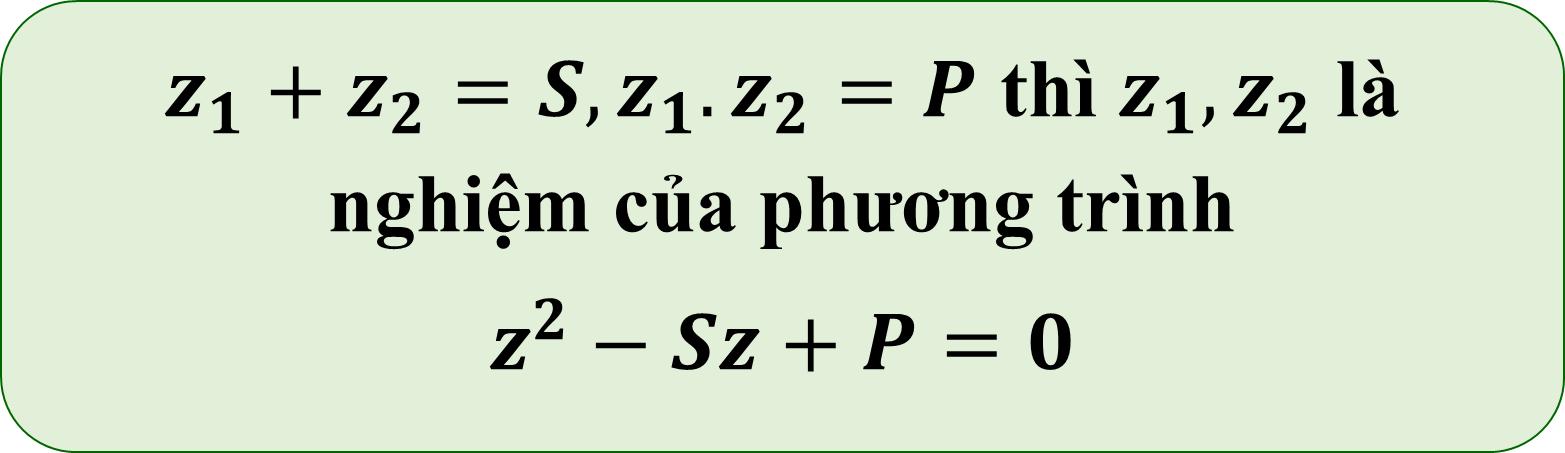 z₁ + z₂ = S, z₁. z₂ = P thì z₁, z₂ là
nghiệm của phương trình
z² − Sz + P = 0